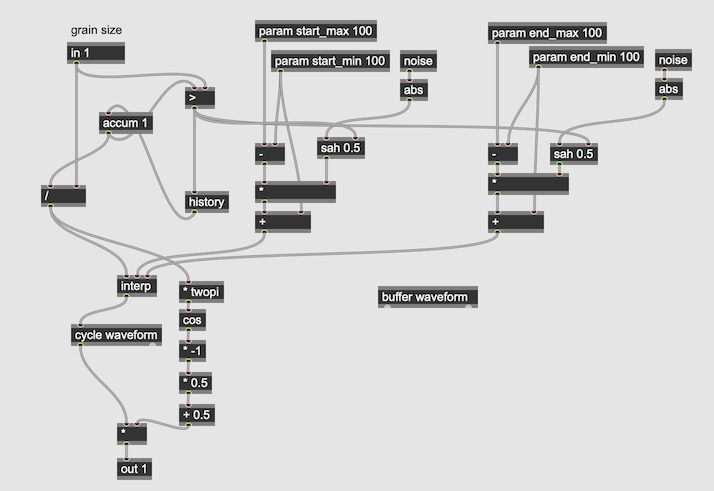 grain size
in 1
param start_max 100
param start_min 100
noise
abs
param end_max 100
param end_min 100
noise
abs
>
accum 1
-
sah 0.5
-
sah 0.5
/
history
*
+
*
+
interp
* twopi
buffer waveform
cos
cycle waveform
* -1
* 0.5
+ 0.5
*
out 1